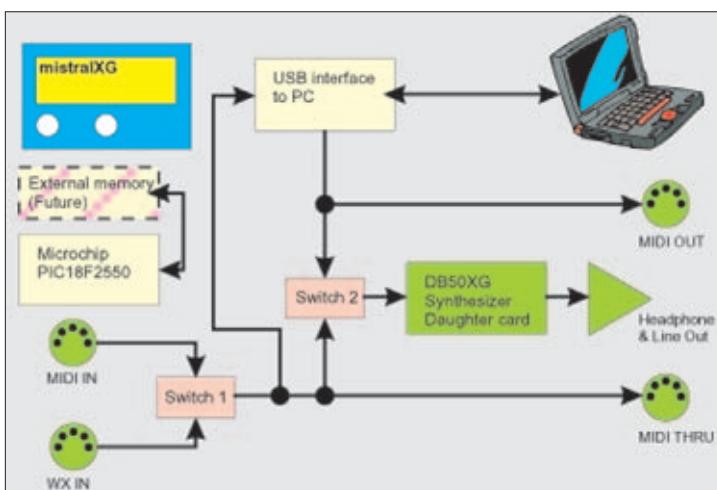 mistralXG
USB interface
to PC
External memory
(Future)
Microchip
PIC18F2550
MIDI OUT
Switch 2
DB50XG
Synthesizer
Daughter card
Headphone
& Line Out
MIDI IN
Switch 1
MIDI THRU
WX IN